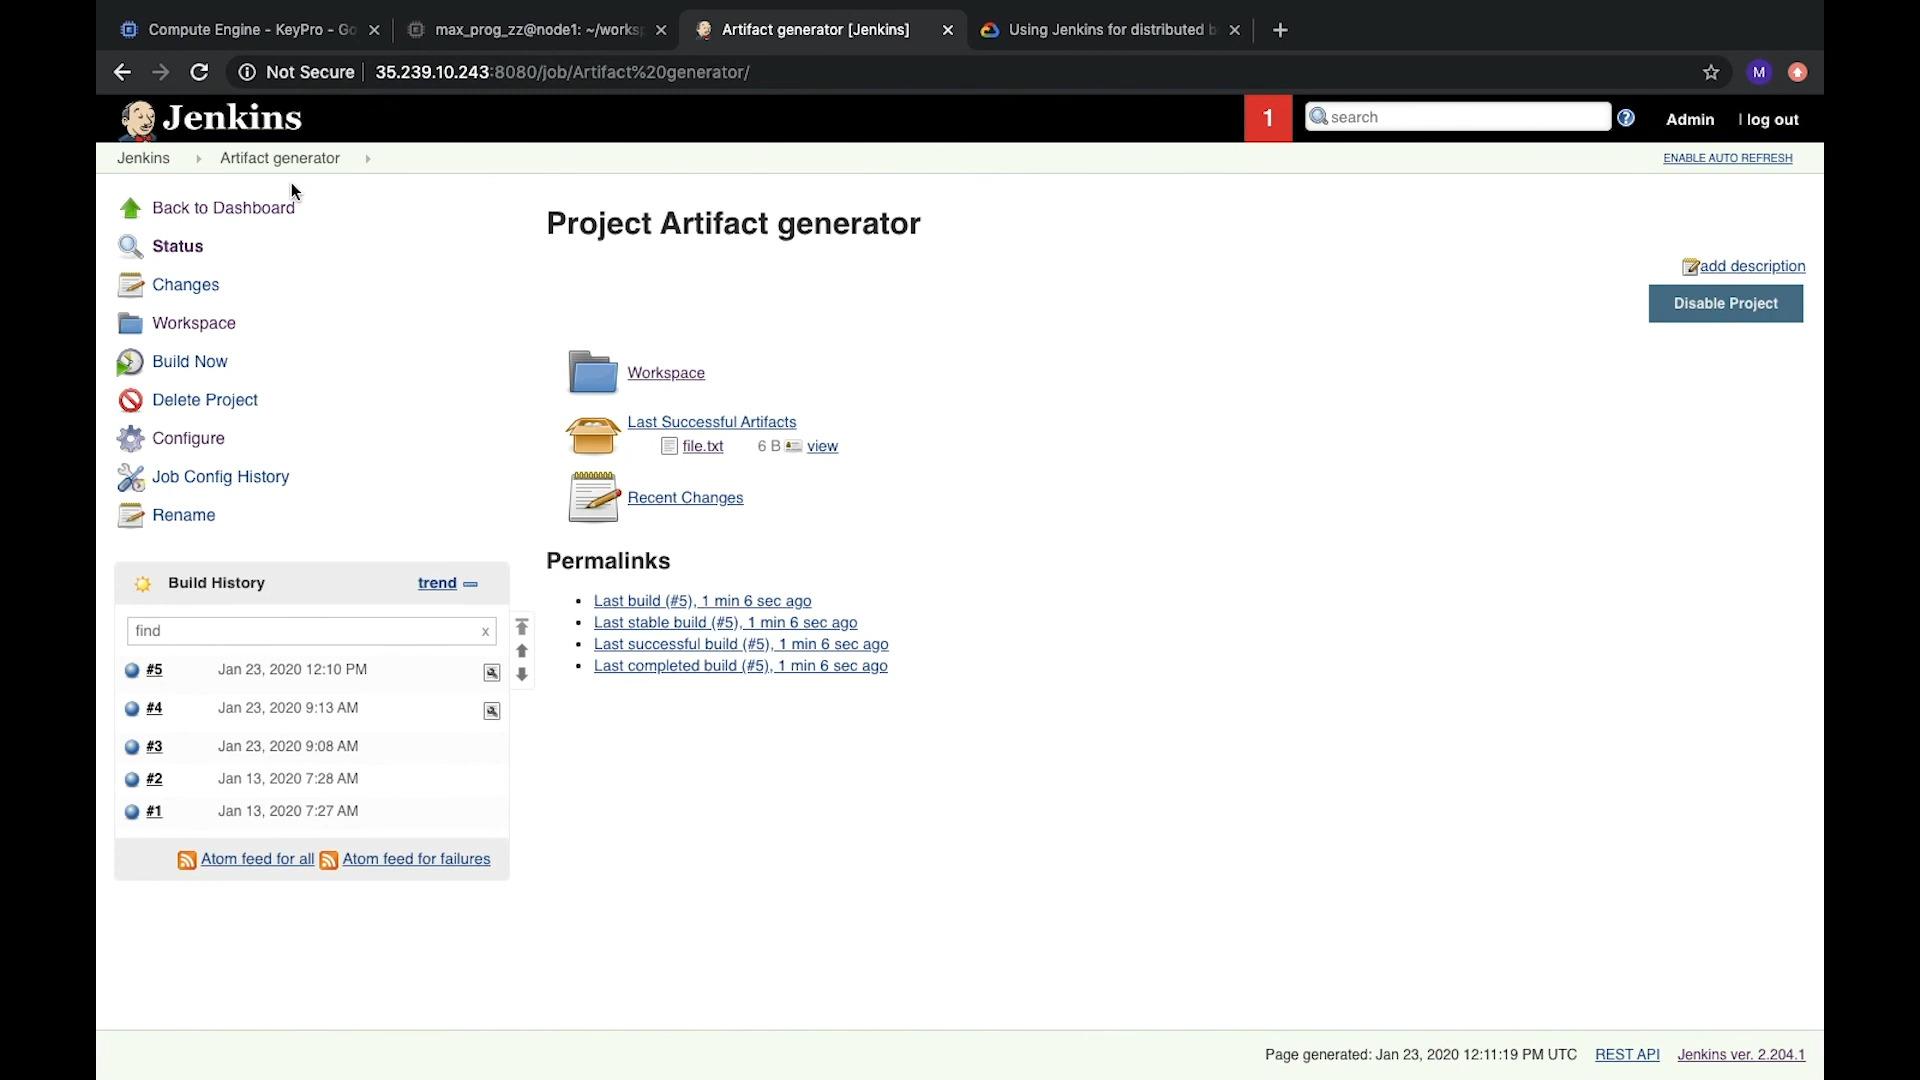 Compute Engine - KeyPro - Go
max_prog_zz@node1: ~/works
Artifact generator [Jenkins]
Using Jenkins for distributed b
Not Secure
35.239.10.243:8080/job/Artifact%20generator/
M
Jenkins
1
search
Admin
| log out
Jenkins
Artifact generator
ENABLE AUTO REFRESH
Back to Dashboard
Status
Changes
Workspace
Build Now
Delete Project
Configure
Job Config History
Rename
Project Artifact generator
add description
Disable Project
Workspace
Last Successful Artifacts
file.txt 6 B view
Recent Changes
Permalinks
• Last build (#5), 1 min 6 sec ago
• Last stable build (#5), 1 min 6 sec ago
• Last successful build (#5), 1 min 6 sec ago
• Last completed build (#5), 1 min 6 sec ago
Build History trend
find x
#5 Jan 23, 2020 12:10 PM
#4 Jan 23, 2020 9:13 AM
#3 Jan 23, 2020 9:08 AM
#2 Jan 13, 2020 7:28 AM
#1 Jan 13, 2020 7:27 AM
Atom feed for all Atom feed for failures
Page generated: Jan 23, 2020 12:11:19 PM UTC REST API Jenkins ver. 2.204.1